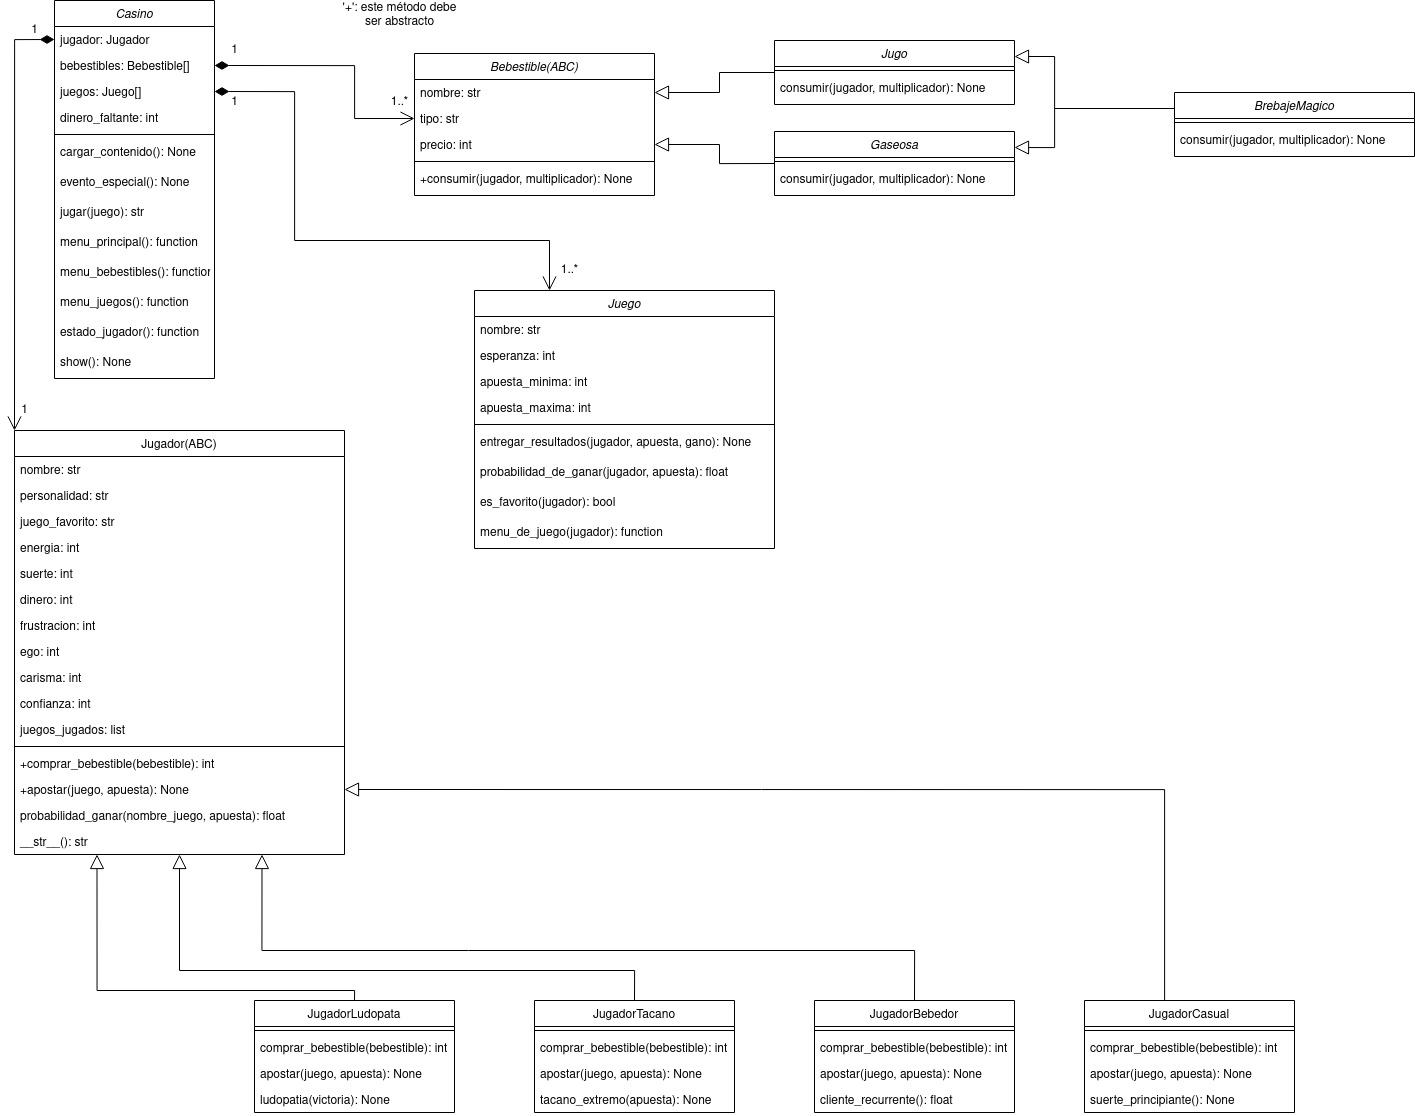 '+': este método debe
ser abstracto
Casino
jugador: Jugador
bebestibles: Bebestible[]
juegos: Juego[]
dinero_faltante: int
cargar_contenido(): None
evento_especial(): None
jugar(juego): str
menu_principal(): function
menu_bebestibles(): function
menu_juegos(): function
estado_jugador(): function
show(): None
1
1
1
1..*
1..*
1
Bebestible(ABC)
nombre: str
tipo: str
precio: int
+consumir(jugador, multiplicador): None
Jugo
consumir(jugador, multiplicador): None
Gaseosa
consumir(jugador, multiplicador): None
BrebajeMagico
consumir(jugador, multiplicador): None
Juego
nombre: str
esperanza: int
apuesta_minima: int
apuesta_maxima: int
entregar_resultados(jugador, apuesta, gano): None
probabilidad_de_ganar(jugador, apuesta): float
es_favorito(jugador): bool
menu_de_juego(jugador): function
Jugador(ABC)
nombre: str
personalidad: str
juego_favorito: str
energia: int
suerte: int
dinero: int
frustracion: int
ego: int
carisma: int
confianza: int
juegos_jugados: list
+comprar_bebestible(bebestible): int
+apostar(juego, apuesta): None
probabilidad_ganar(nombre_juego, apuesta): float
__str__(): str
JugadorLudopata
comprar_bebestible(bebestible): int
apostar(juego, apuesta): None
ludopatia(victoria): None
JugadorTacano
comprar_bebestible(bebestible): int
apostar(juego, apuesta): None
tacano_extremo(apuesta): None
JugadorBebedor
comprar_bebestible(bebestible): int
apostar(juego, apuesta): None
cliente_recurrente(): float
JugadorCasual
comprar_bebestible(bebestible): int
apostar(juego, apuesta): None
suerte_principiante(): None